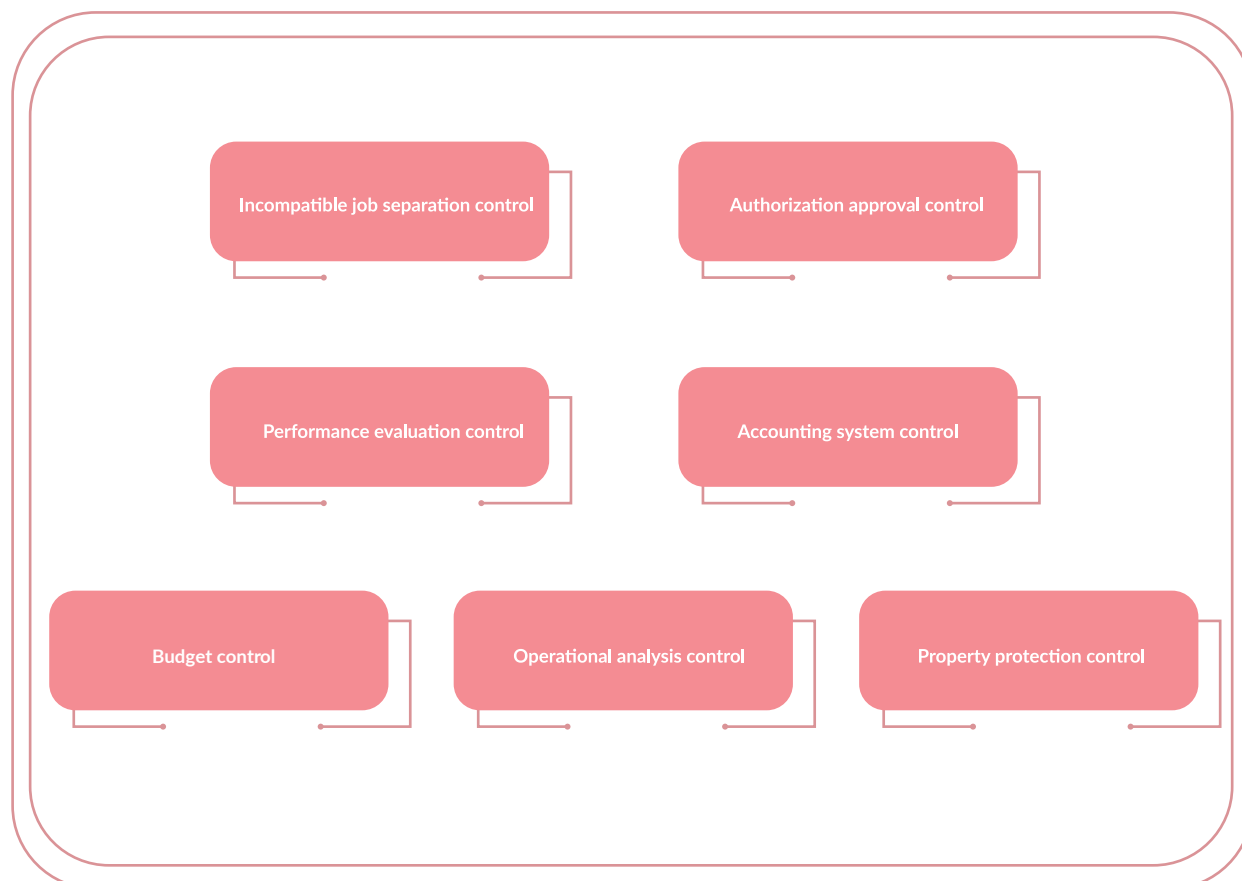 Incompatible job separation control
Authorization approval control
Performance evaluation control
Accounting system control
Budget control
Operational analysis control
Property protection control